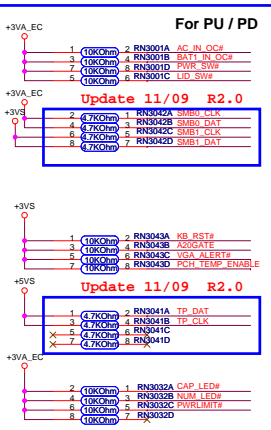 For PU / PD
+3VA_EC
1 10KOhm 2 RN3001A AC_IN_OC#
3 10KOhm 4 RN3001B BAT1_IN_OC#
7 10KOhm 8 RN3001D PWR_SW#
5 10KOhm 6 RN3001C LID_SW#
+3VA_EC
Update 11/09 R2.0
+3VS
2 4.7KOhm 1 RN3042A SMB0_CLK
4 4.7KOhm 3 RN3042B SMB0_DAT
6 4.7KOhm 5 RN3042C SMB1_CLK
8 4.7KOhm 7 RN3042D SMB1_DAT
+3VS
1 10KOhm 2 RN3043A KB_RST#
3 10KOhm 4 RN3043B A20GATE
5 10KOhm 6 RN3043C VGA_ALERT#
7 10KOhm 8 RN3043D PCH_TEMP_ENABLE
+5VS
Update 11/09 R2.0
1 4.7KOhm 2 RN3041A TP_DAT
3 4.7KOhm 4 RN3041B TP_CLK
5 4.7KOhm 6 RN3041C
7 4.7KOhm 8 RN3041D
+3VA_EC
2 10KOhm 1 RN3032A CAP_LED#
4 10KOhm 3 RN3032B NUM_LED#
6 10KOhm 5 RN3032C PWRLIMIT#
8 10KOhm 7 RN3032D